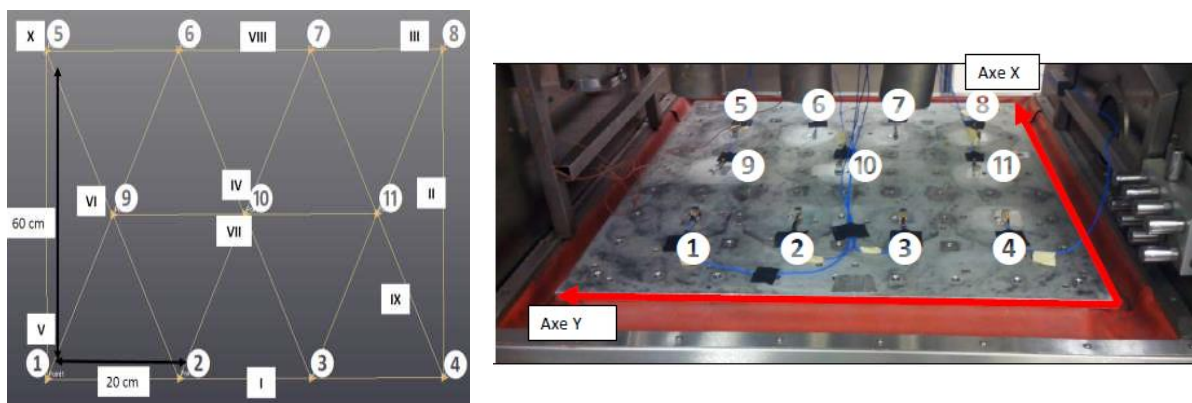 X 5 6 VIII 7 III 8
VI 9 IV 10 11 II
VII
60 cm
IX
V
1 2 3 4
20 cm I
Axe X
5 6 7 8
9 10 11
1 2 3 4
Axe Y